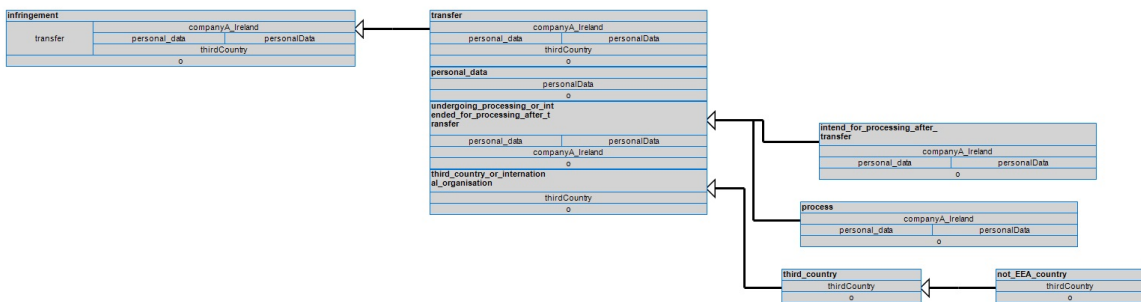 infringement
transfer
companyA_Ireland
personal_data personalData
thirdCountry
o
transfer
companyA_Ireland
personal_data personalData
thirdCountry
o
personal_data
personalData
o
undergoing_processing_or_int
ended_for_processing_after_t
ransfer
personal_data personalData
companyA_Ireland
o
third_country_or_internation
al_organisation
thirdCountry
o
intend_for_processing_after_
transfer
companyA_Ireland
personal_data personalData
o
process
companyA_Ireland
personal_data personalData
o
third_country
thirdCountry
o
not_EEA_country
thirdCountry
o